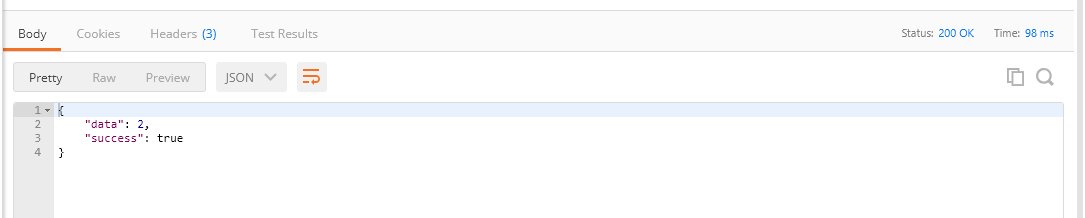 Body Cookies Headers (3) Test Results Status: 200 OK Time: 98 ms
Pretty Raw Preview JSON
1 {
2 "data": 2,
3 "success": true
4 }